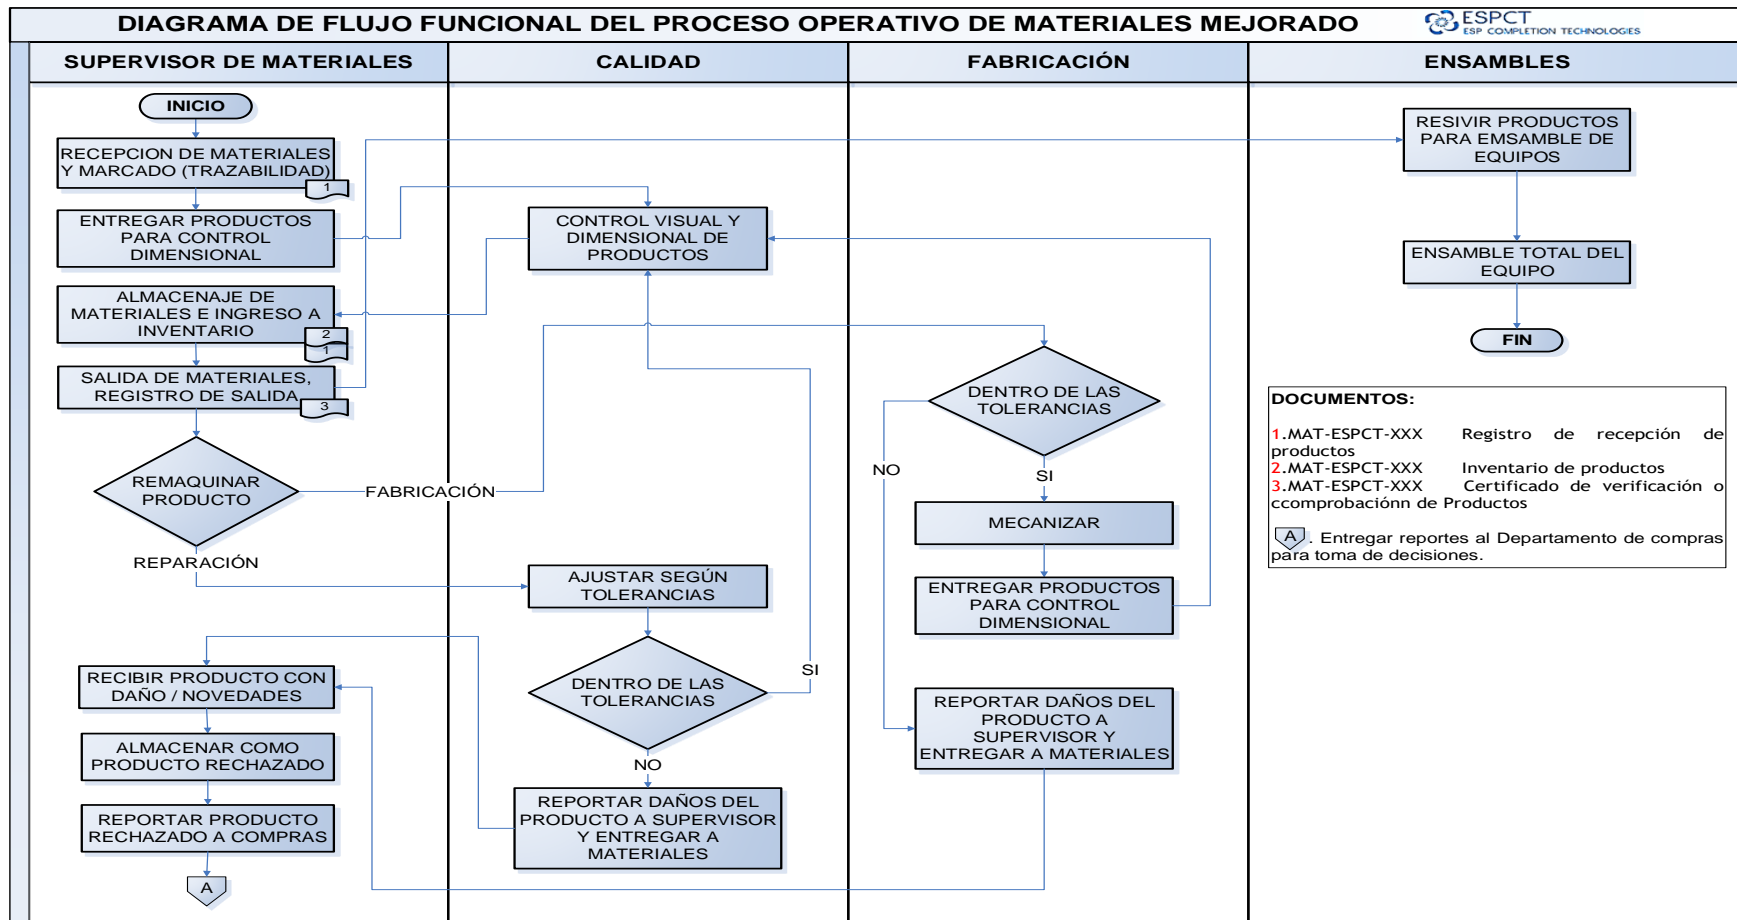 DIAGRAMA DE FLUJO FUNCIONAL DEL PROCESO OPERATIVO DE MATERIALES MEJORADO
ESPCT
ESP COMPLETION TECHNOLOGIES
SUPERVISOR DE MATERIALES
CALIDAD
FABRICACIÓN
ENSAMBLES
INICIO
RECEPCION DE MATERIALES
Y MARCADO (TRAZABILIDAD)
1
ENTREGAR PRODUCTOS
PARA CONTROL
DIMENSIONAL
ALMACENAJE DE
MATERIALES E INGRESO A
INVENTARIO
2
1
SALIDA DE MATERIALES,
REGISTRO DE SALIDA
3
REMAQUINAR
PRODUCTO
FABRICACIÓN
REPARACIÓN
RECIBIR PRODUCTO CON
DAÑO / NOVEDADES
ALMACENAR COMO
PRODUCTO RECHAZADO
REPORTAR PRODUCTO
RECHAZADO A COMPRAS
A
CONTROL VISUAL Y
DIMENSIONAL DE
PRODUCTOS
AJUSTAR SEGÚN
TOLERANCIAS
DENTRO DE LAS
TOLERANCIAS
SI
NO
REPORTAR DAÑOS DEL
PRODUCTO A SUPERVISOR
Y ENTREGAR A
MATERIALES
DENTRO DE LAS
TOLERANCIAS
NO
SI
MECANIZAR
ENTREGAR PRODUCTOS
PARA CONTROL
DIMENSIONAL
REPORTAR DAÑOS DEL
PRODUCTO A
SUPERVISOR Y
ENTREGAR A MATERIALES
RESIVIR PRODUCTOS
PARA EMSAMBLE DE
EQUIPOS
ENSAMBLE TOTAL DEL
EQUIPO
FIN
DOCUMENTOS:
1.MAT-ESPCT-XXX Registro de recepción de
productos
2.MAT-ESPCT-XXX Inventario de productos
3.MAT-ESPCT-XXX Certificado de verificación o
ccomprobaciónn de Productos
A. Entregar reportes al Departamento de compras
para toma de decisiones.